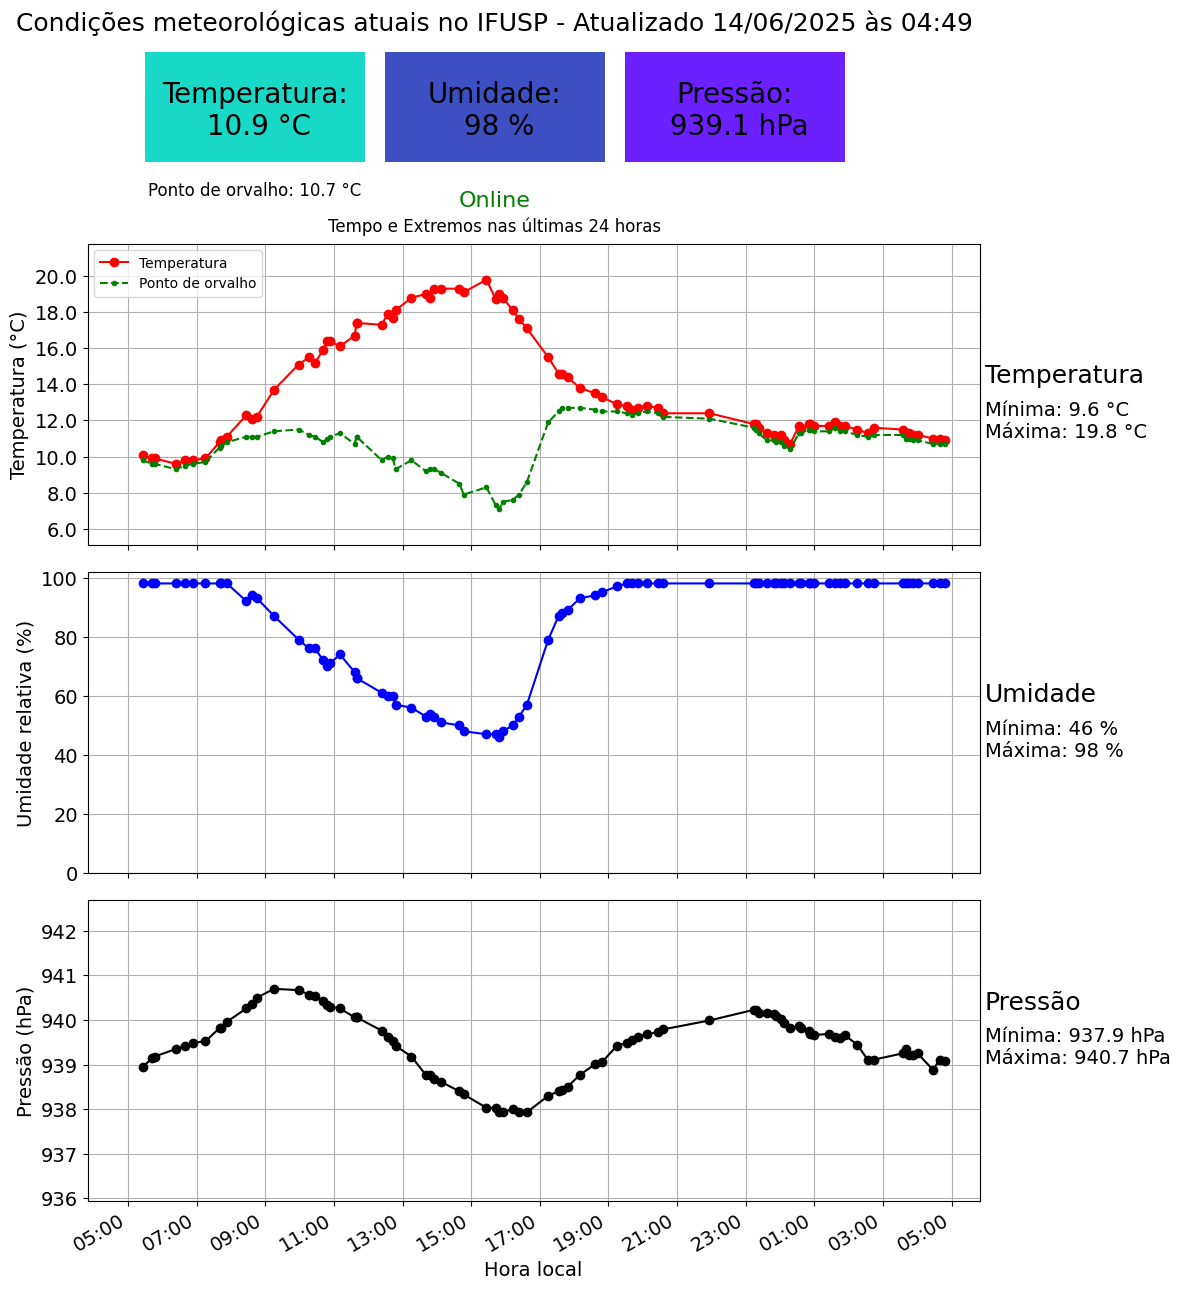 Condições meteorológicas atuais no IFUSP - Atualizado 14/06/2025 às 04:49
Temperatura:
10.9 °C
Umidade:
98 %
Pressão:
939.1 hPa
Ponto de orvalho: 10.7 °C
Online
Tempo e Extremos nas últimas 24 horas
Temperatura
Ponto de orvalho
Temperatura (°C)
20.0
18.0
16.0
14.0
12.0
10.0
8.0
6.0
Temperatura
Mínima: 9.6 °C
Máxima: 19.8 °C
Umidade relativa (%)
100
80
60
40
20
0
Umidade
Mínima: 46 %
Máxima: 98 %
Pressão (hPa)
942
941
940
939
938
937
936
Pressão
Mínima: 937.9 hPa
Máxima: 940.7 hPa
05:00
07:00
09:00
11:00
13:00
15:00
17:00
19:00
21:00
23:00
01:00
03:00
05:00
Hora local